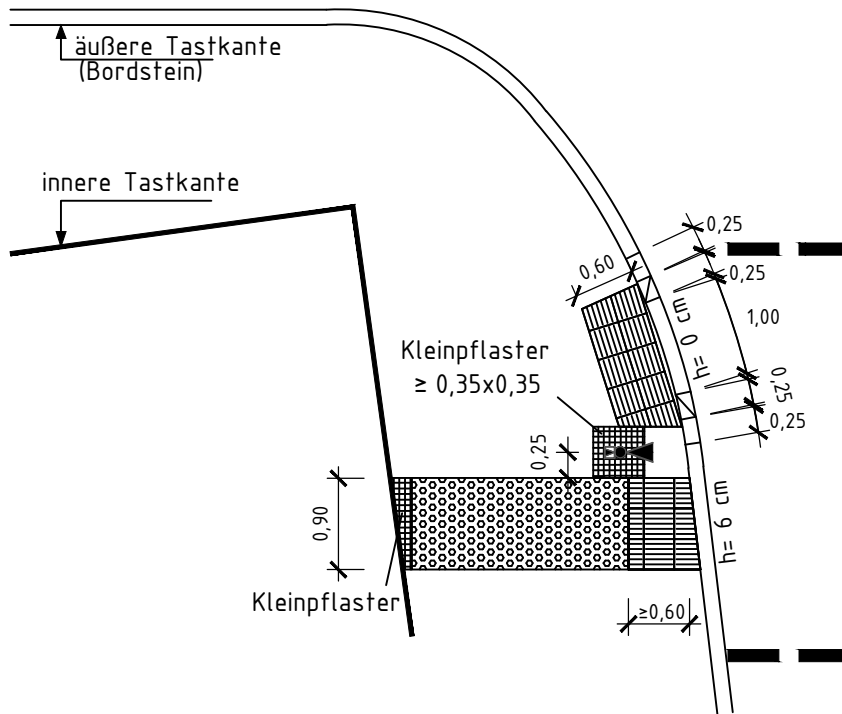 äußere Tastkante
(Bordstein)
innere Tastkante
0,25
0,60
0,25
1,00
h= 0 cm
Kleinpflaster
≥ 0,35x0,35
0,25
0,25
0,25
0,90
h= 6 cm
Kleinpflaster
≥0,60